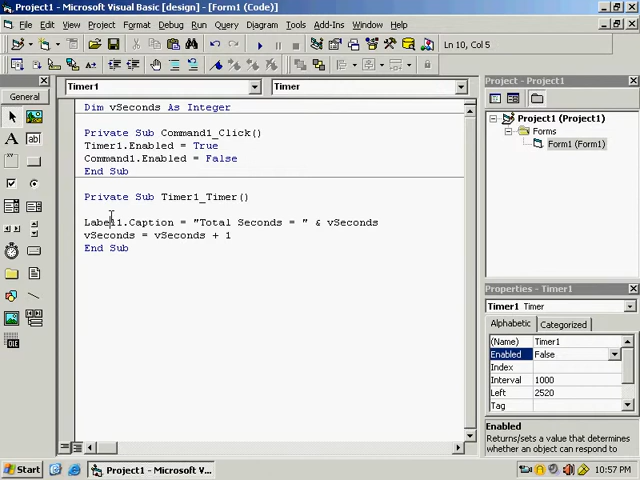 Project1 - Microsoft Visual Basic [design] - [Form1 (Code)]
File Edit View Project Format Debug Run Query Diagram Tools Add-Ins Window Help
Ln 10, Col 5
General
Timer1 Timer
Dim vSeconds As Integer
Private Sub Command1_Click()
Timer1.Enabled = True
Command1.Enabled = False
End Sub
Private Sub Timer1_Timer()
Label1.Caption = "Total Seconds = " & vSeconds
vSeconds = vSeconds + 1
End Sub
Project - Project1
Project1 (Project1)
Forms
Form1 (Form1)
Properties - Timer1
Timer1 Timer
Alphabetic Categorized
(Name) Timer1
Enabled False
Index
Interval 1000
Left 2520
Tag
Enabled
Returns/sets a value that determines
whether an object can respond to
Start
Project1 - Microsoft V...
10:57 PM